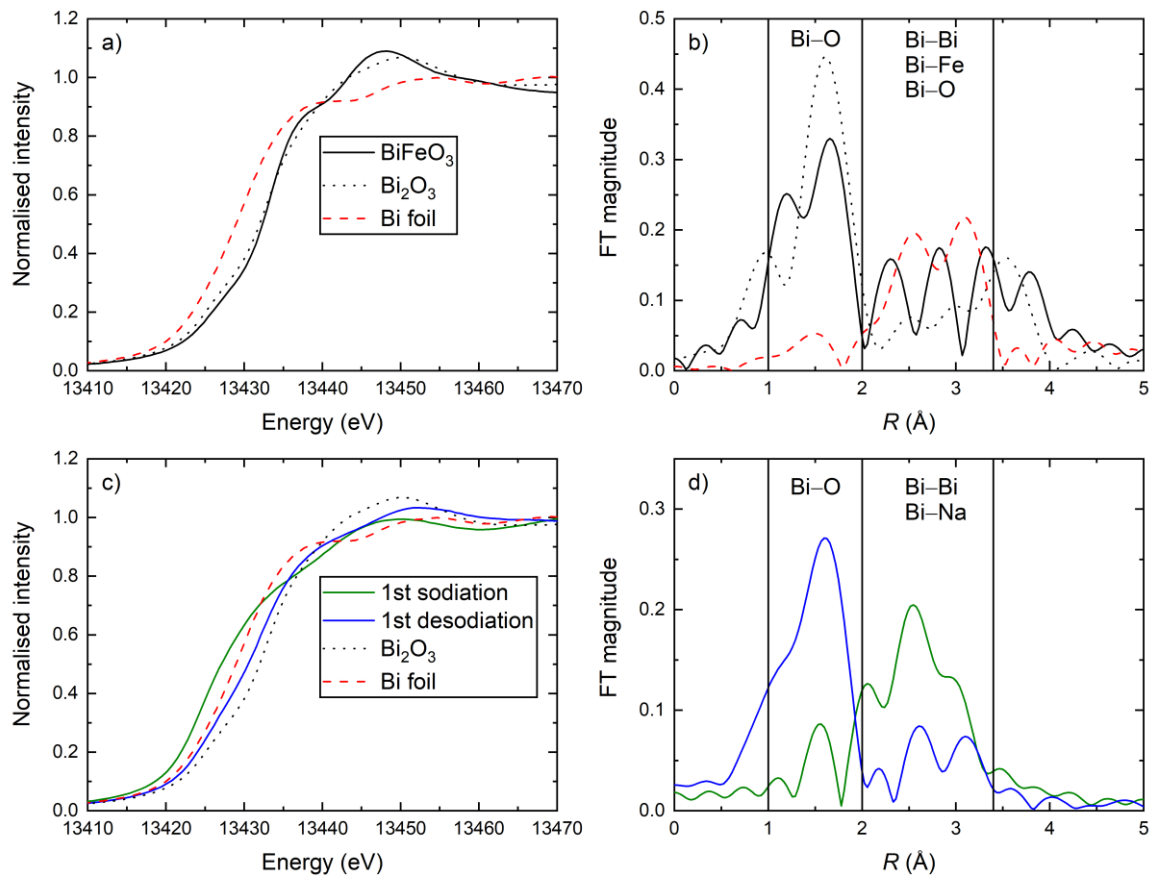 a)
Normalised intensity
1.2
1.0
0.8
0.6
0.4
0.2
0.0
BiFeO₃
Bi₂O₃
Bi foil
13410 13420 13430 13440 13450 13460 13470
Energy (eV)
b)
FT magnitude
0.5
0.4
0.3
0.2
0.1
0.0
Bi–O
Bi–Bi
Bi–Fe
Bi–O
0 1 2 3 4 5
R (Å)
c)
Normalised intensity
1.2
1.0
0.8
0.6
0.4
0.2
0.0
1st sodiation
1st desodiation
Bi₂O₃
Bi foil
13410 13420 13430 13440 13450 13460 13470
Energy (eV)
d)
FT magnitude
0.3
0.2
0.1
0.0
Bi–O
Bi–Bi
Bi–Na
0 1 2 3 4 5
R (Å)